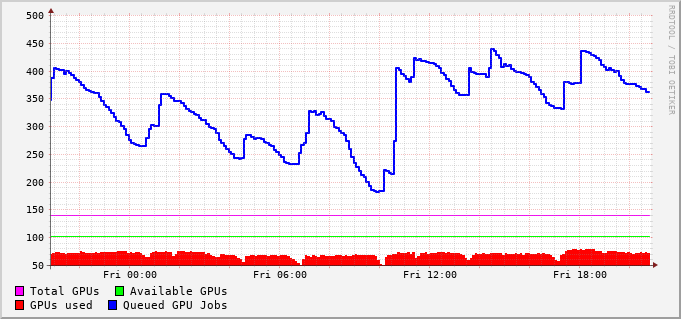 500
450
400
350
300
250
200
150
100
50
Fri 00:00 Fri 06:00 Fri 12:00 Fri 18:00
Total GPUs Available GPUs
GPUs used Queued GPU Jobs
RRDTOOL / TOBI OETIKER